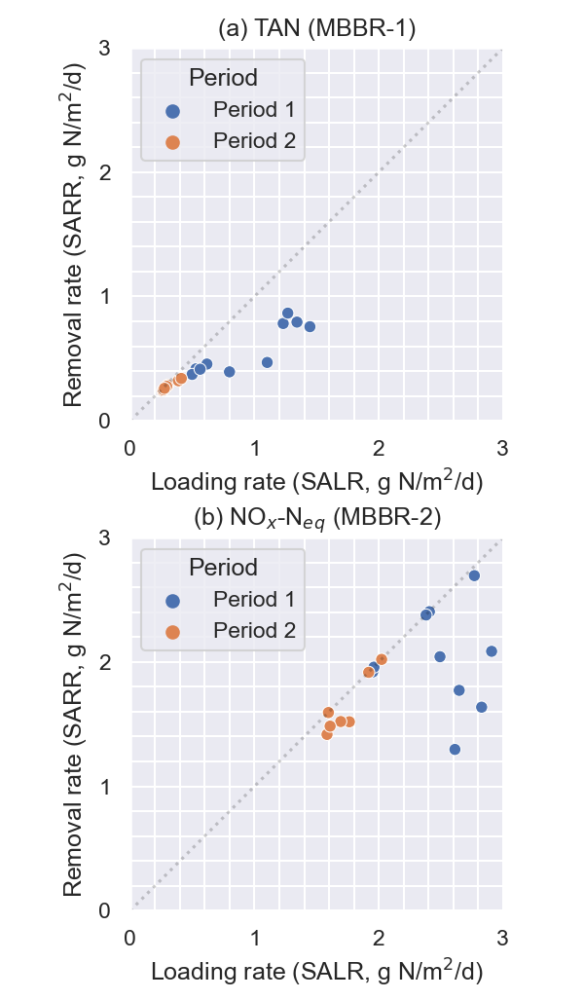 (a) TAN (MBBR-1)
3
Period
Period 1
Period 2
2
1
0
Removal rate (SARR, g N/m²/d)
0 1 2 3
Loading rate (SALR, g N/m²/d)
(b) NOₓ-N_eq (MBBR-2)
3
Period
Period 1
Period 2
2
1
0
Removal rate (SARR, g N/m²/d)
0 1 2 3
Loading rate (SALR, g N/m²/d)